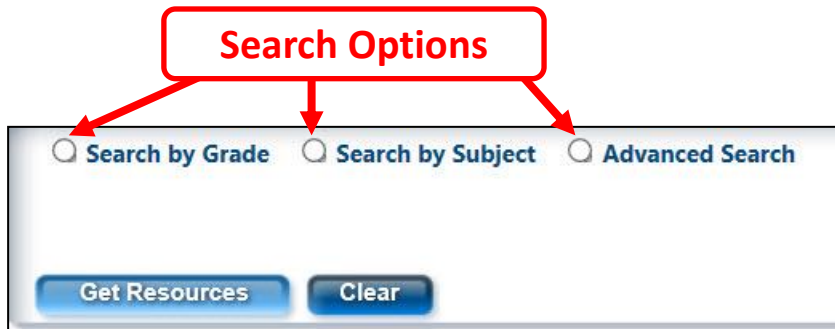 Search Options
Search by Grade Search by Subject Advanced Search
Get Resources Clear